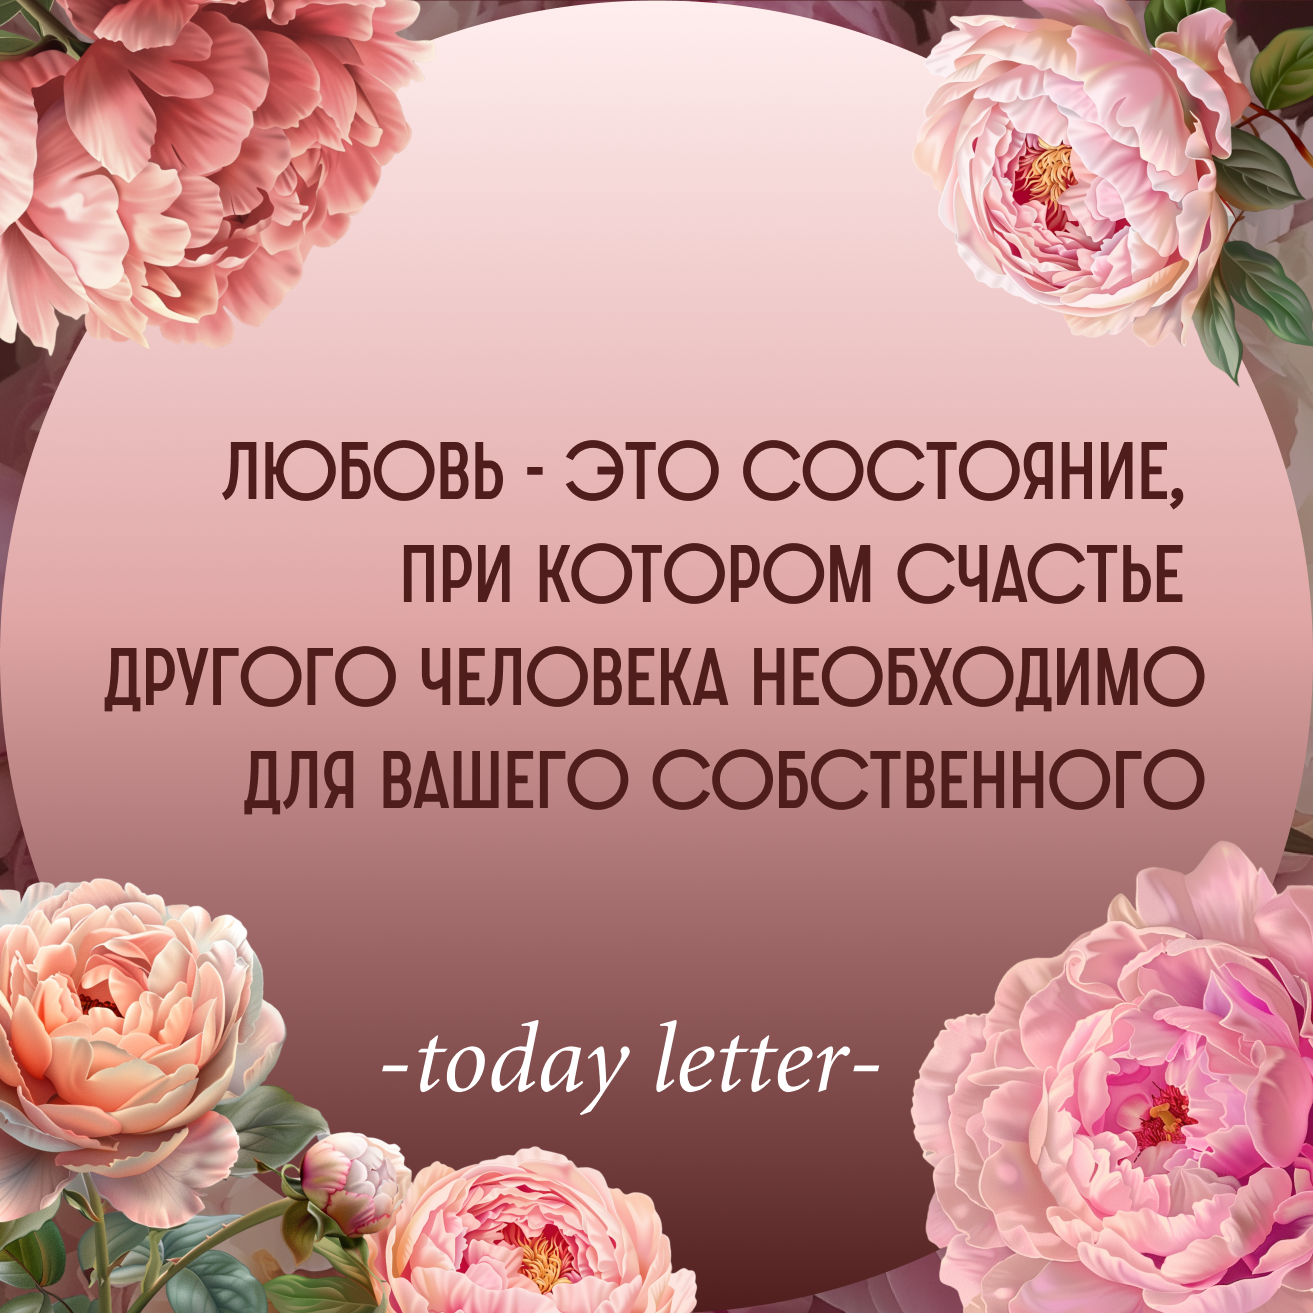 ЛЮБОВЬ - ЭТО СОСТОЯНИЕ,
ПРИ КОТОРОМ СЧАСТЬЕ
ДРУГОГО ЧЕЛОВЕКА НЕОБХОДИМО
ДЛЯ ВАШЕГО СОБСТВЕННОГО
-today letter-